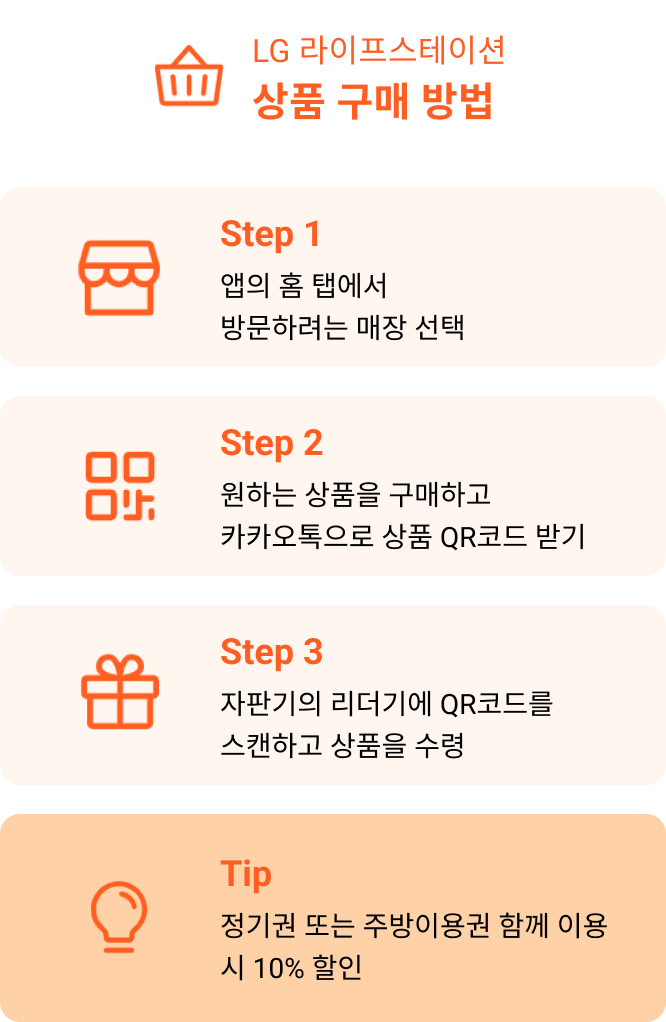 LG 라이프스테이션
상품 구매 방법
Step 1
앱의 홈 탭에서
방문하려는 매장 선택
Step 2
원하는 상품을 구매하고
카카오톡으로 상품 QR코드 받기
Step 3
자판기의 리더기에 QR코드를
스캔하고 상품을 수령
Tip
정기권 또는 주방이용권 함께 이용
시 10% 할인